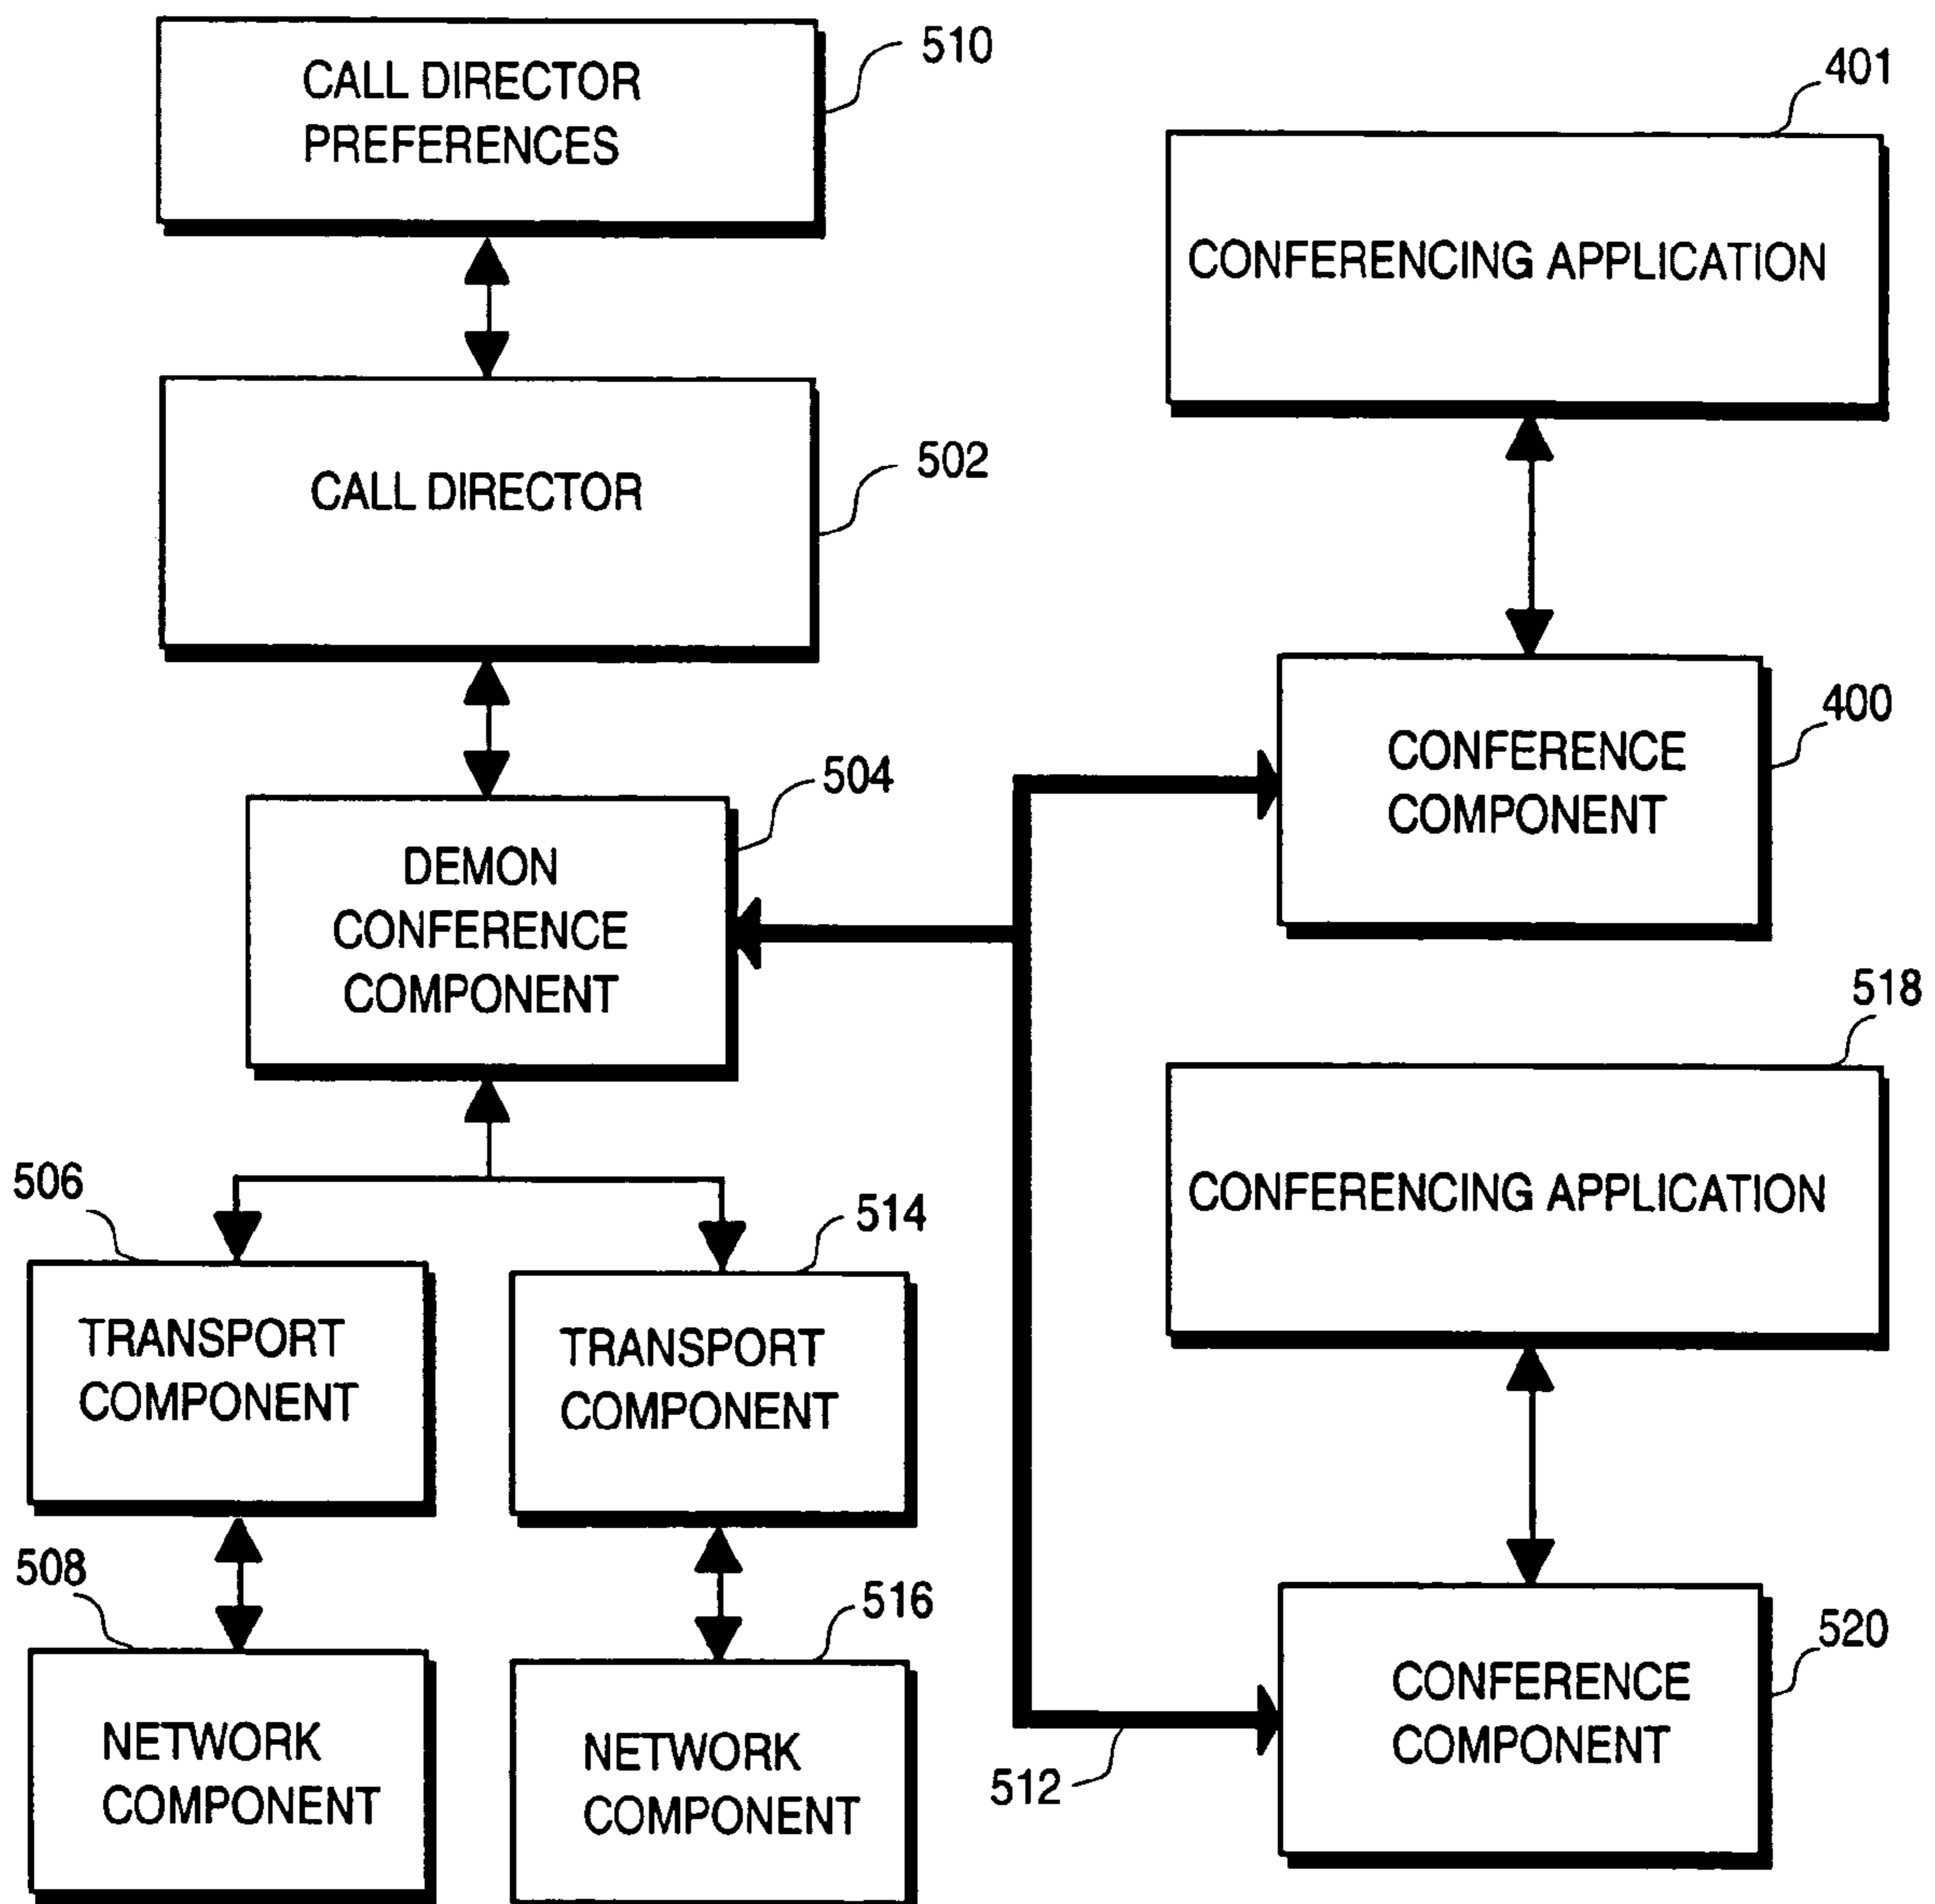 CALL DIRECTOR
PREFERENCES
510
CALL DIRECTOR
502
DEMON
CONFERENCE
COMPONENT
504
506
TRANSPORT
COMPONENT
514
TRANSPORT
COMPONENT
508
NETWORK
COMPONENT
516
NETWORK
COMPONENT
401
CONFERENCING APPLICATION
400
CONFERENCE
COMPONENT
518
CONFERENCING APPLICATION
520
CONFERENCE
COMPONENT
512